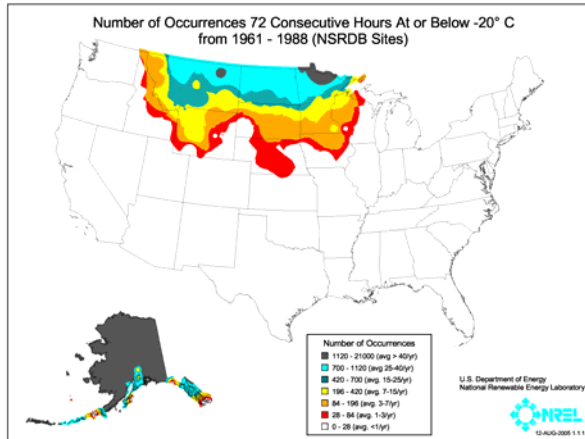 Number of Occurrences 72 Consecutive Hours At or Below -20° C
from 1961 - 1988 (NSRDB Sites)
Number of Occurrences
1120 - 21000 (avg > 40/yr)
700 - 1120 (avg 25-40/yr)
420 - 700 (avg. 15-25/yr)
196 - 420 (avg. 7-15/yr)
84 - 196 (avg. 3-7/yr)
28 - 84 (avg. 1-3/yr)
0 - 28 (avg. <1/yr)
U.S. Department of Energy
National Renewable Energy Laboratory
NREL
12-AUG-2005 1.1.1